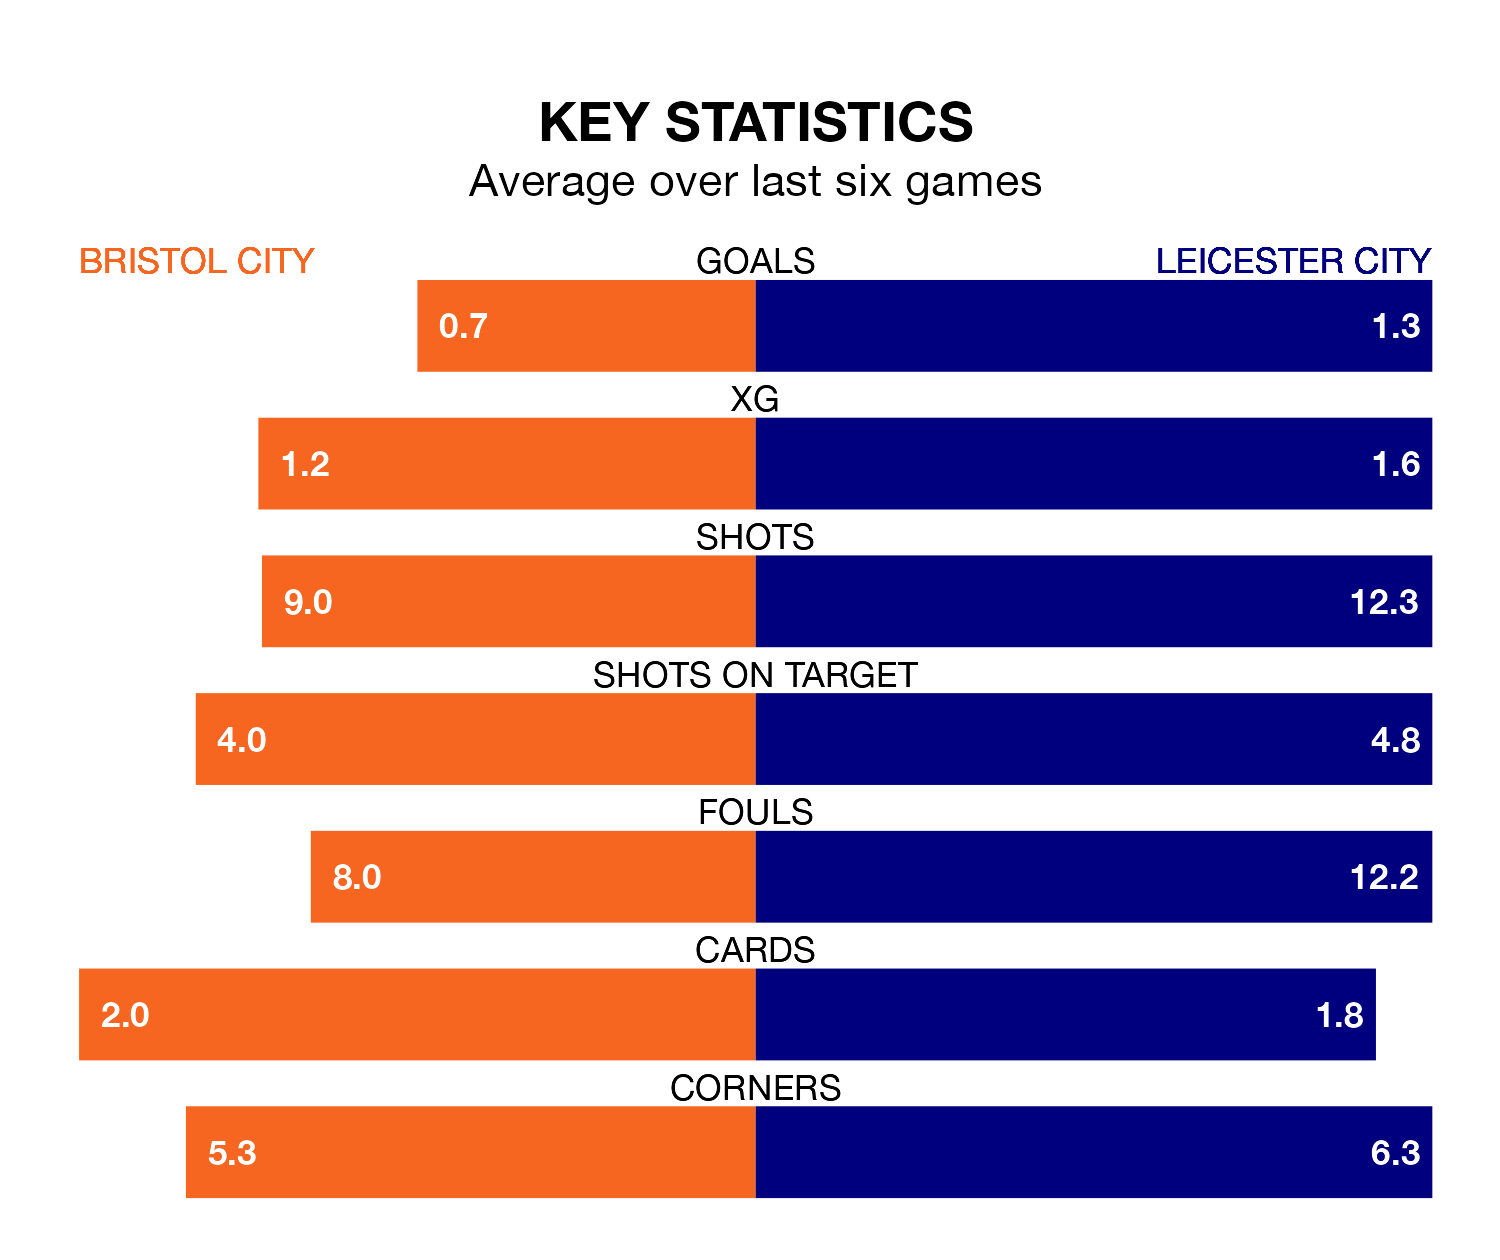 KEY STATISTICS
Average over last six games
BRISTOL CITY GOALS LEICESTER CITY
0.7 1.3
XG
1.2 1.6
SHOTS
9.0 12.3
SHOTS ON TARGET
4.0 4.8
FOULS
8.0 12.2
CARDS
2.0 1.8
CORNERS
5.3 6.3